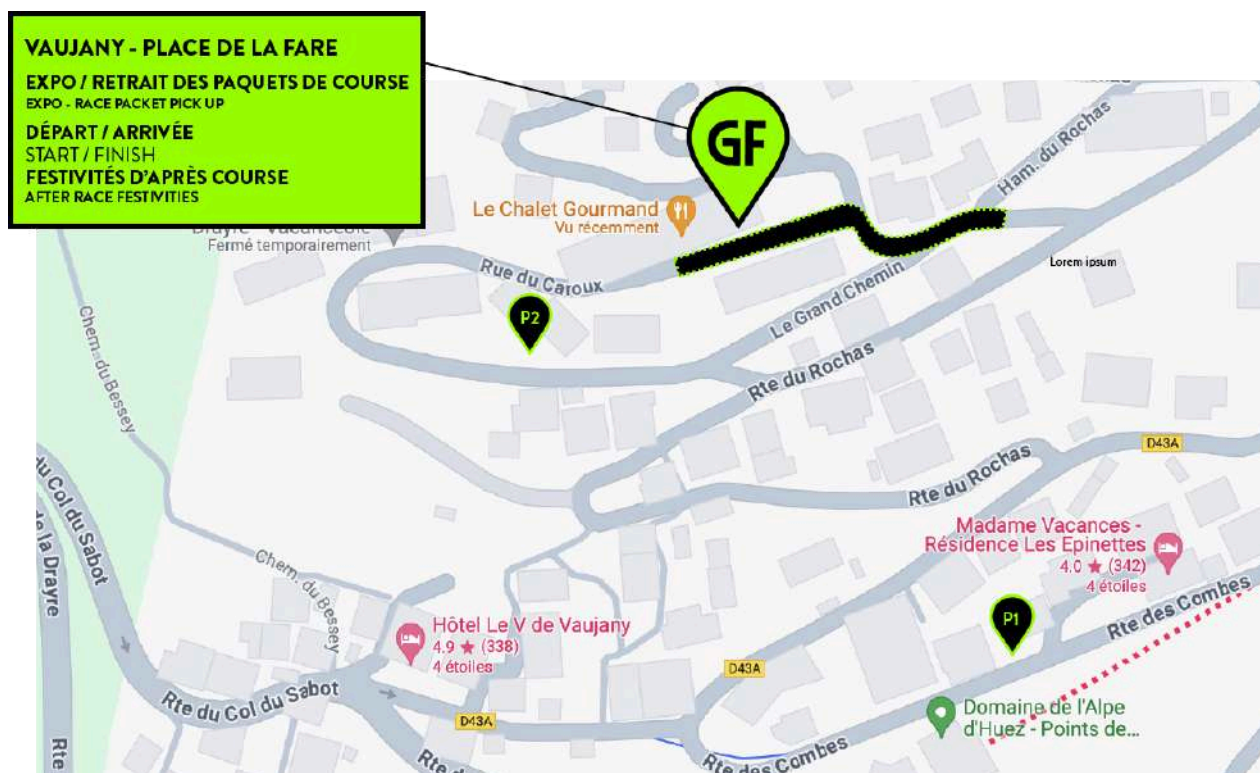 VAUJANY - PLACE DE LA FARE
EXPO / RETRAIT DES PAQUETS DE COURSE
EXPO - RACE PACKET PICK UP
DÉPART / ARRIVÉE
START / FINISH
FESTIVITÉS D'APRÈS COURSE
AFTER RACE FESTIVITIES
GF
Ham. du Rochas
Le Chalet Gourmand
Vu récemment
Fermé temporairement
Rue du Caroux
Lorem ipsum
Le Grand Chemin
P2
Chem. du Bessey
Rte du Rochas
D43A
Rte du Rochas
du Col du Sabot
de la Drayre
Madame Vacances -
Résidence Les Epinettes
4.0 ★ (342)
4 étoiles
Chem. du Bessey
P1
Rte des Combes
Hôtel Le V de Vaujany
4.9 ★ (338)
4 étoiles
D43A
Rte du Col du Sabot
D43A
Domaine de l'Alpe
d'Huez - Points de...
Rte des Combes
Rte